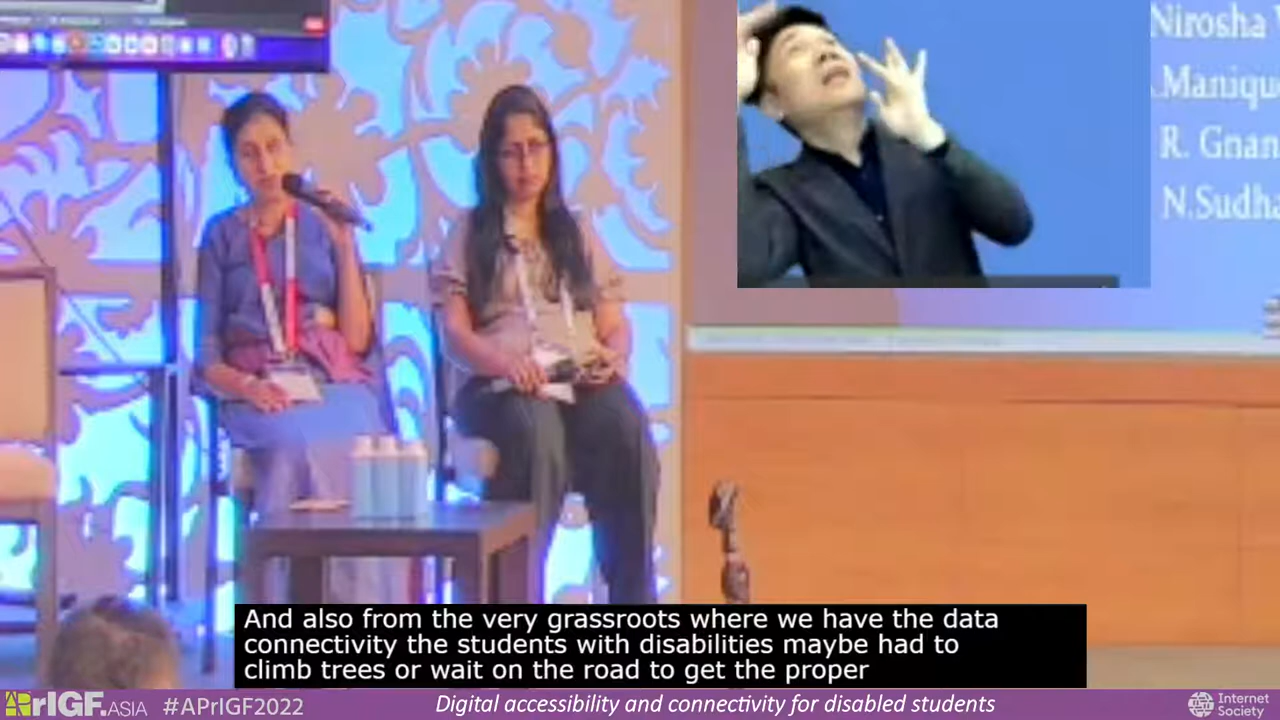 Nirosha
Maniqu
R. Gnan
N.Sudha
And also from the very grassroots where we have the data
connectivity the students with disabilities maybe had to
climb trees or wait on the road to get the proper
APrIGF.ASIA #APrIGF2022
Digital accessibility and connectivity for disabled students
Internet
Society